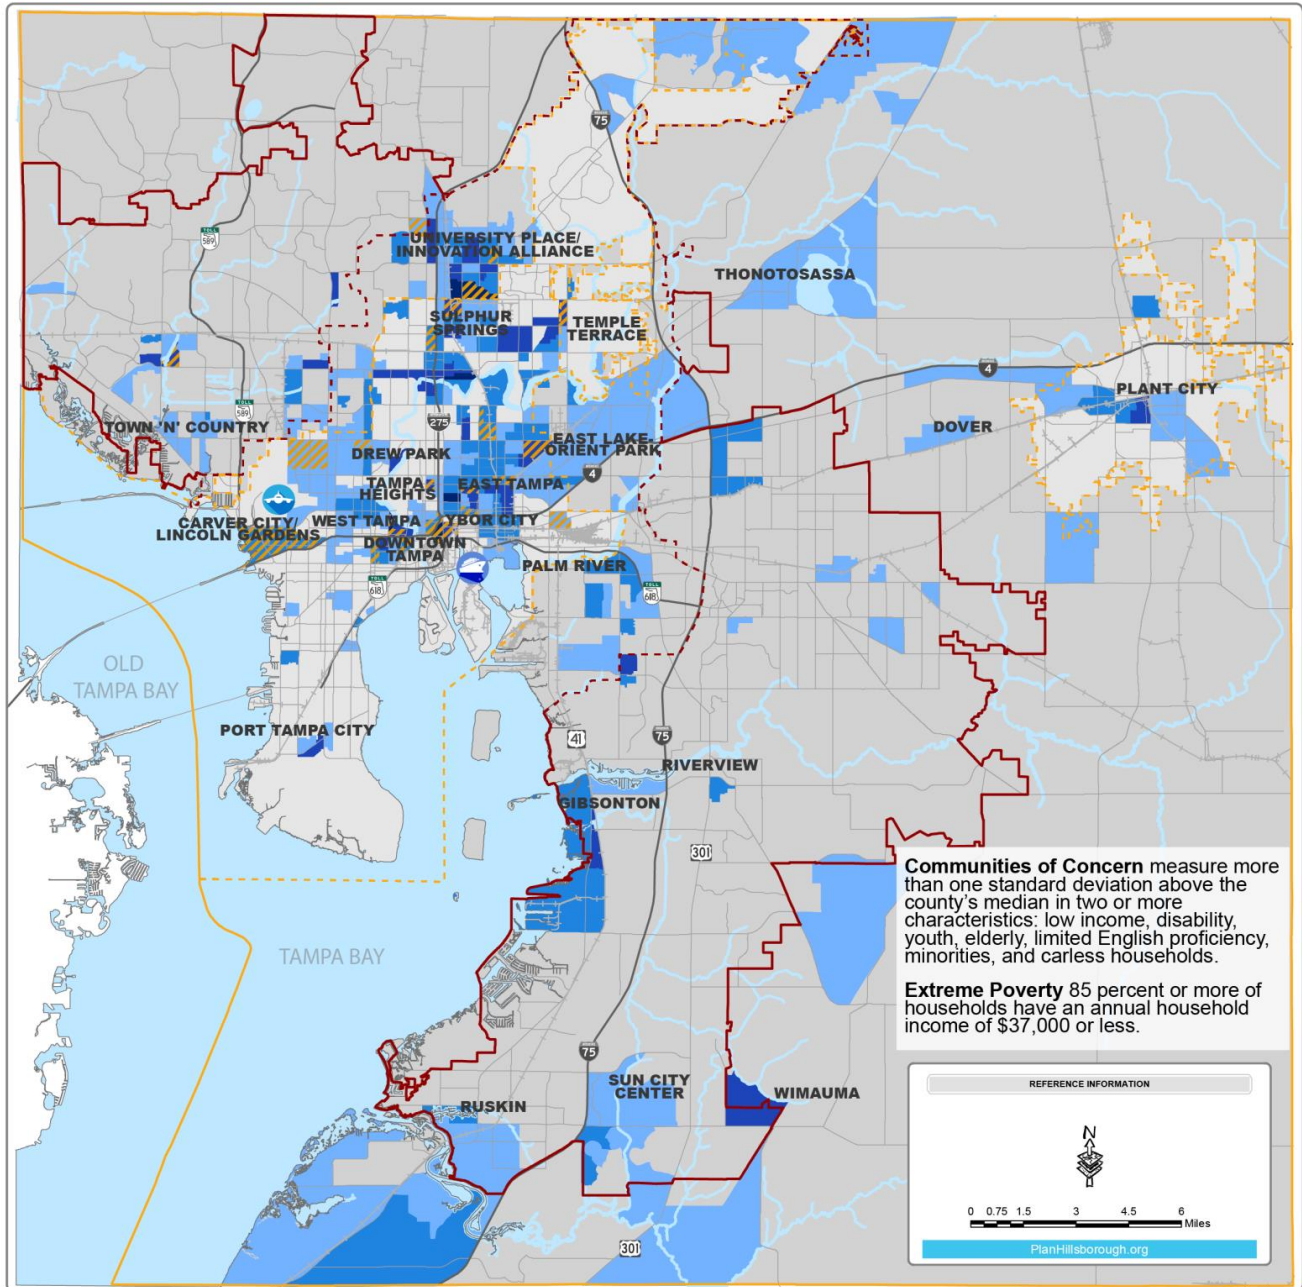 75
TOLL
589
UNIVERSITY PLACE/
INNOVATION ALLIANCE
THONOTOSASSA
SULPHUR
SPRINGS
TEMPLE
TERRACE
4
PLANT CITY
TOLL
589
TOWN 'N' COUNTRY
275
DREW PARK
EAST LAKE-
ORIENT PARK
DOVER
4
TAMPA
HEIGHTS
EAST TAMPA
CARVER CITY/
LINCOLN GARDENS
WEST TAMPA
YBOR CITY
DOWNTOWN
TAMPA
PALM RIVER
TOLL
618
TOLL
618
OLD
TAMPA BAY
PORT TAMPA CITY
41
75
RIVERVIEW
GIBSONTON
301
Communities of Concern measure more
than one standard deviation above the
county's median in two or more
characteristics: low income, disability,
youth, elderly, limited English proficiency,
minorities, and carless households.
TAMPA BAY
Extreme Poverty 85 percent or more of
households have an annual household
income of $37,000 or less.
75
SUN CITY
CENTER
WIMAUMA
RUSKIN
301
REFERENCE INFORMATION
N
0 0.75 1.5 3 4.5 6
Miles
PlanHillsborough.org